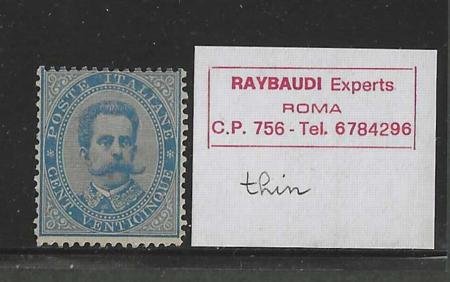 * POSTE ITALIANE *
CENT. VENTICINQUE
RAYBAUDI Experts
ROMA
C.P. 756 - Tel. 6784296
thin